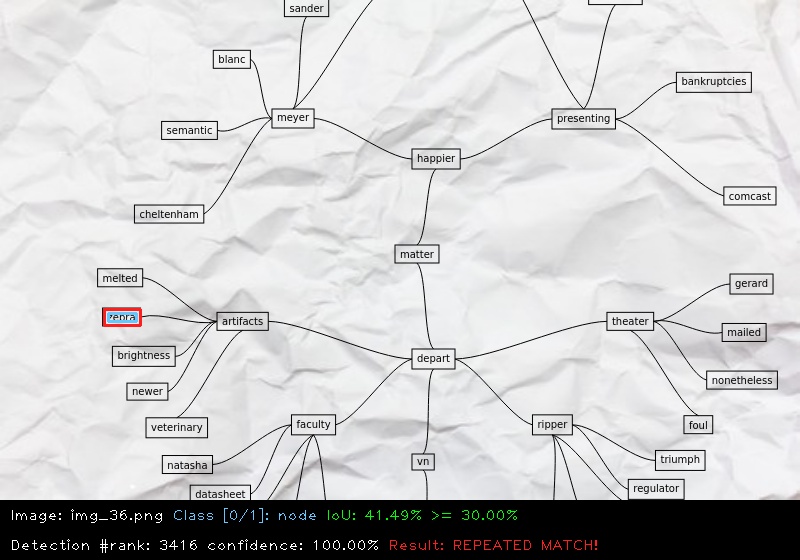 sander
blanc
bankruptcies
meyer
presenting
semantic
happier
comcast
cheltenham
matter
melted
gerard
artifacts
theater
mailed
brightness
depart
nonetheless
newer
veterinary
faculty
ripper
foul
natasha
vn
triumph
datasheet
regulator
Image: img_36.png Class [0/1]: node IoU: 41.49% >= 30.00%
Detection #rank: 3416 confidence: 100.00% Result: REPEATED MATCH!